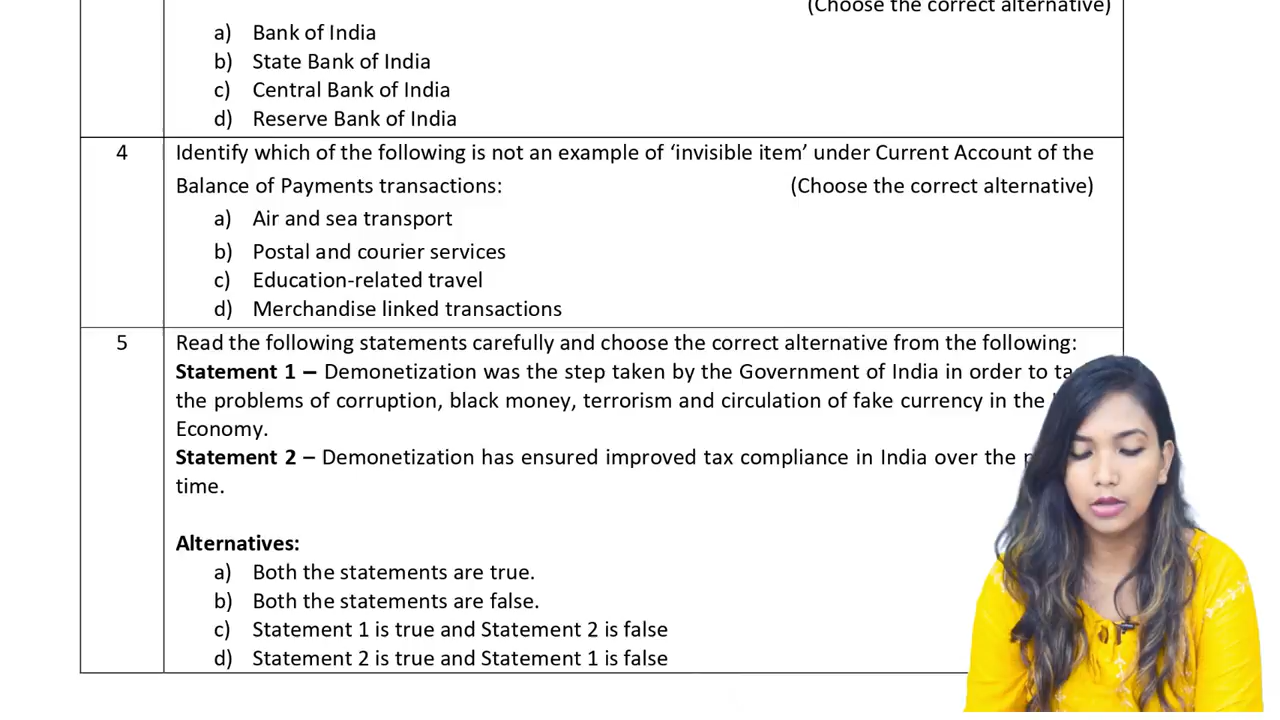 (Choose the correct alternative)
a) Bank of India
b) State Bank of India
c) Central Bank of India
d) Reserve Bank of India
4 Identify which of the following is not an example of ‘invisible item’ under Current Account of the
Balance of Payments transactions: (Choose the correct alternative)
a) Air and sea transport
b) Postal and courier services
c) Education-related travel
d) Merchandise linked transactions
5 Read the following statements carefully and choose the correct alternative from the following:
Statement 1 – Demonetization was the step taken by the Government of India in order to
the problems of corruption, black money, terrorism and circulation of fake currency in the
Economy.
Statement 2 – Demonetization has ensured improved tax compliance in India over the
time.
Alternatives:
a) Both the statements are true.
b) Both the statements are false.
c) Statement 1 is true and Statement 2 is false
d) Statement 2 is true and Statement 1 is false